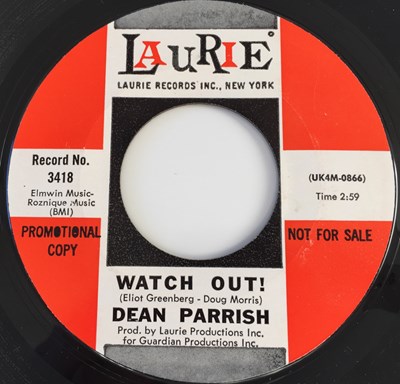 LAURIE®
LAURIE RECORDS INC., NEW YORK
Record No.
3418
Elmwin Music-
Roznique Music
(BMI)
PROMOTIONAL
COPY
(UK4M-0866)
Time 2:59
NOT FOR SALE
WATCH OUT!
(Eliot Greenberg - Doug Morris)
DEAN PARRISH
Prod. by Laurie Productions Inc.
for Guardian Productions Inc.